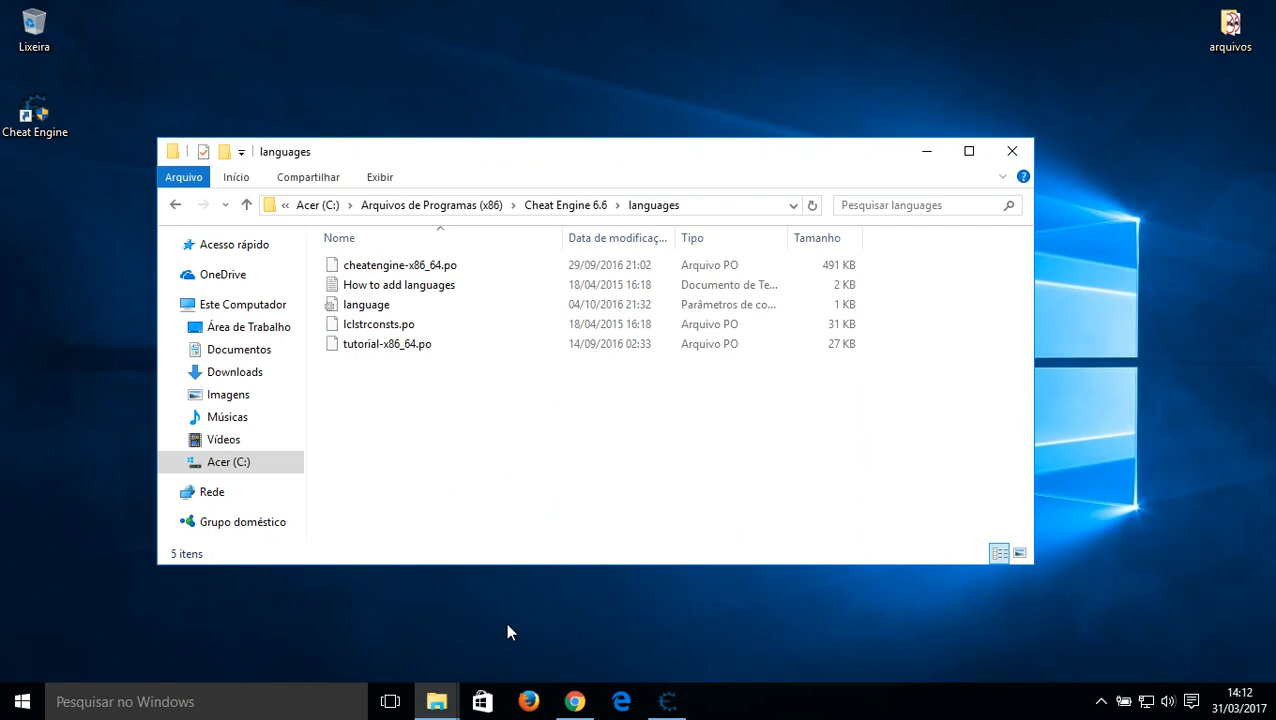 Lixeira
Cheat Engine
arquivos
languages
Arquivo Início Compartilhar Exibir
« Acer (C:) › Arquivos de Programas (x86) › Cheat Engine 6.6 › languages
Pesquisar languages
Nome Data de modificaç... Tipo Tamanho
cheatengine-x86_64.po 29/09/2016 21:02 Arquivo PO 491 KB
How to add languages 18/04/2015 16:18 Documento de Te... 2 KB
language 04/10/2016 21:32 Parâmetros de co... 1 KB
lclstrconsts.po 18/04/2015 16:18 Arquivo PO 31 KB
tutorial-x86_64.po 14/09/2016 02:33 Arquivo PO 27 KB
Acesso rápido
OneDrive
Este Computador
Área de Trabalho
Documentos
Downloads
Imagens
Músicas
Vídeos
Acer (C:)
Rede
Grupo doméstico
5 itens
Pesquisar no Windows
14:12
31/03/2017